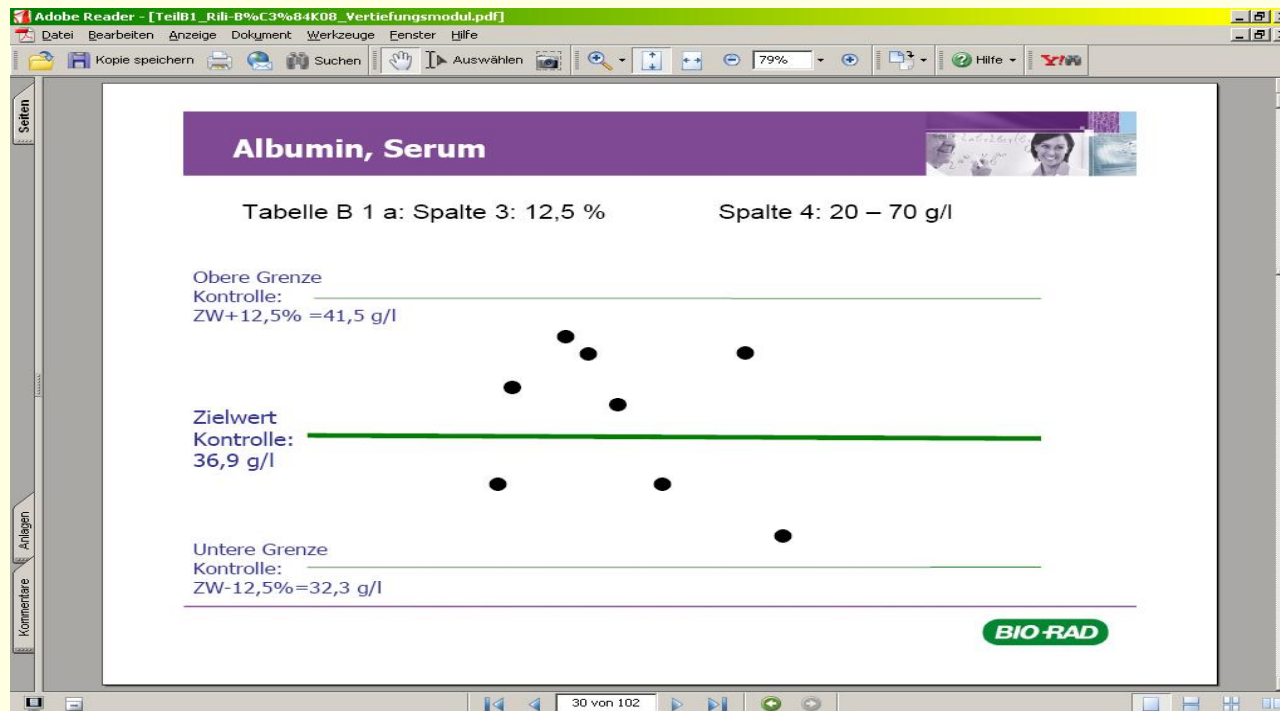 Adobe Reader - [TeilB1_Rili-B%C3%84K08_Vertiefungsmodul.pdf]
Datei Bearbeiten Anzeige Dokument Werkzeuge Fenster Hilfe
Kopie speichern Suchen Auswählen 79% Hilfe
Seiten
Albumin, Serum
Tabelle B 1 a: Spalte 3: 12,5 % Spalte 4: 20 – 70 g/l
Obere Grenze
Kontrolle:
ZW+12,5% =41,5 g/l
Zielwert
Kontrolle:
36,9 g/l
Untere Grenze
Kontrolle:
ZW-12,5%=32,3 g/l
Anlagen
Kommentare
BIO-RAD
30 von 102